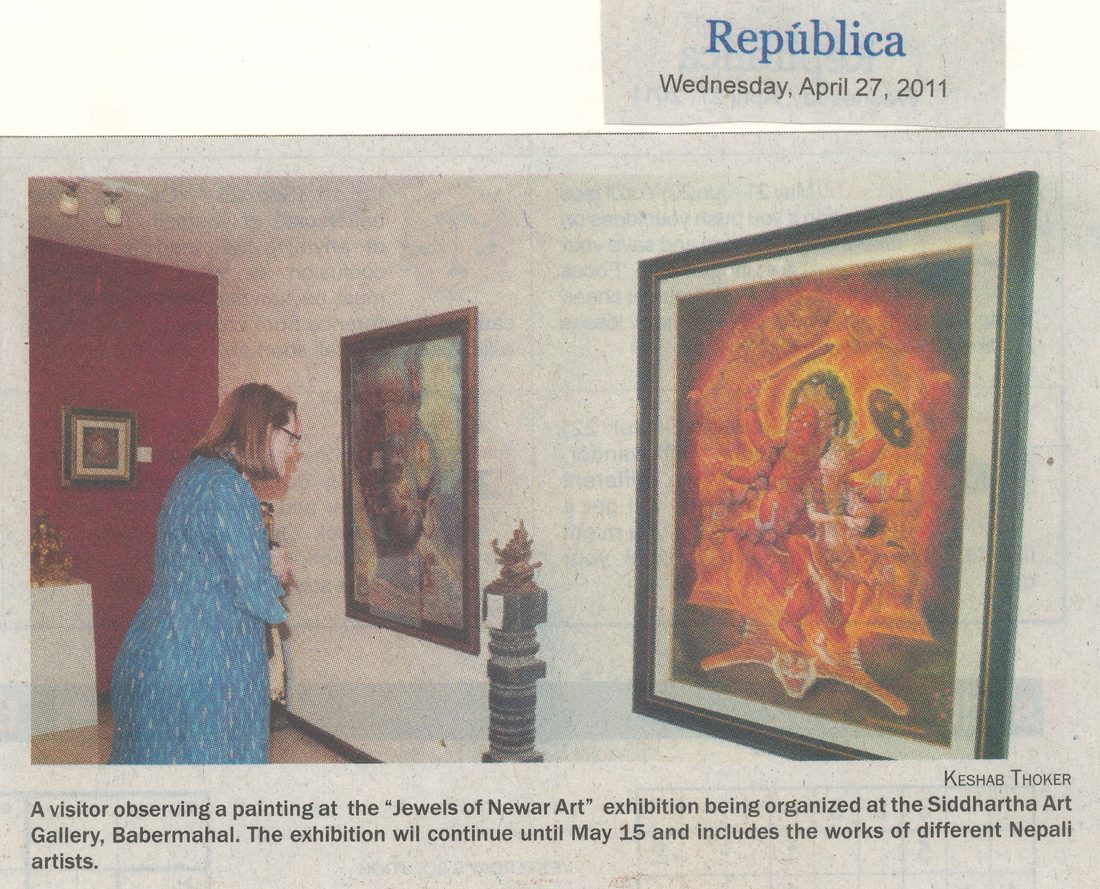 República
Wednesday, April 27, 2011
KESHAB THOKER
A visitor observing a painting at the “Jewels of Newar Art” exhibition being organized at the Siddhartha Art
Gallery, Babermahal. The exhibition wil continue until May 15 and includes the works of different Nepali
artists.